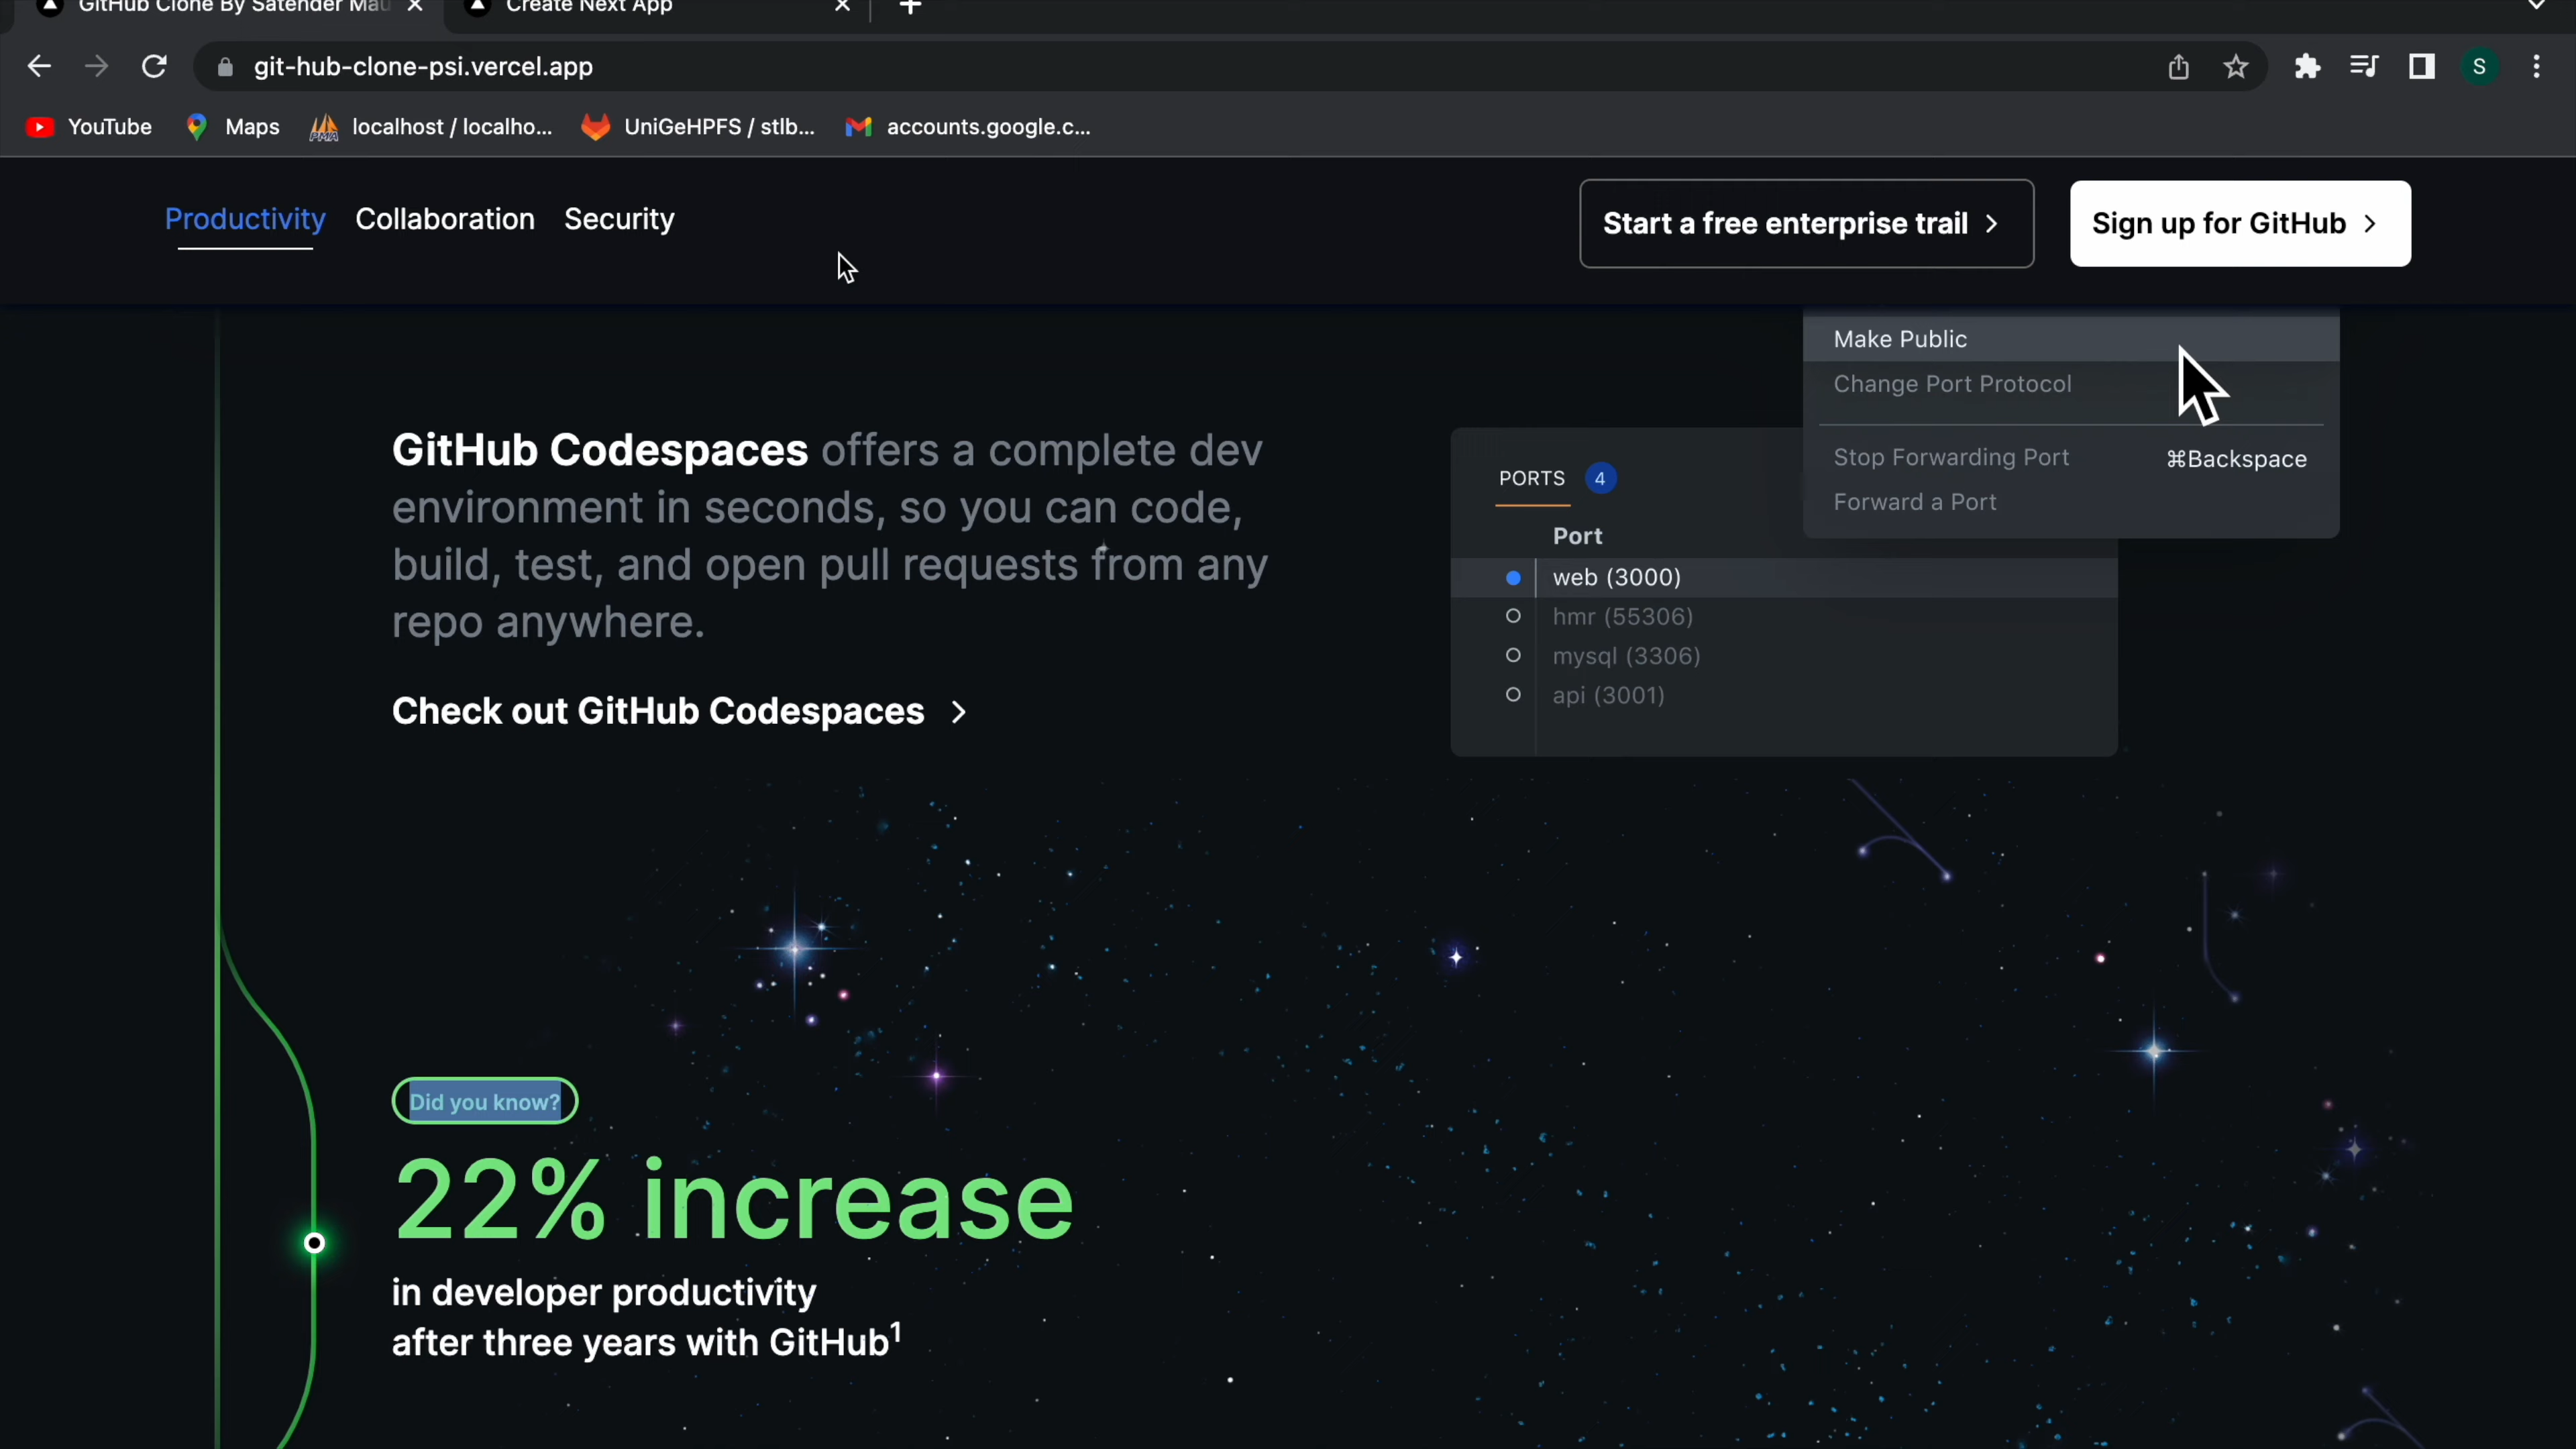 GitHub Clone By Satender Mau
Create Next App
git-hub-clone-psi.vercel.app
S
YouTube
Maps
localhost / localho...
UniGeHPFS / stlb...
accounts.google.c...
Productivity
Collaboration
Security
Start a free enterprise trail
Sign up for GitHub
Make Public
Change Port Protocol
Stop Forwarding Port ⌘Backspace
Forward a Port
GitHub Codespaces offers a complete dev
environment in seconds, so you can code,
build, test, and open pull requests from any
repo anywhere.
Check out GitHub Codespaces
PORTS 4
Port
web (3000)
hmr (55306)
mysql (3306)
api (3001)
Did you know?
22% increase
in developer productivity
after three years with GitHub1